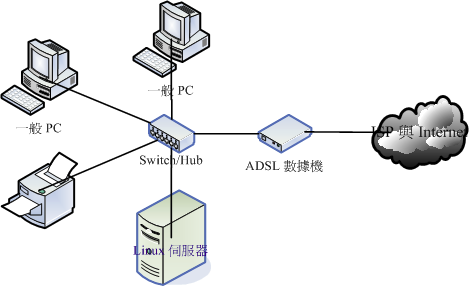 一般 PC
一般 PC
Switch/Hub
ADSL 數據機
ISP 與 Internet
Linux 伺服器